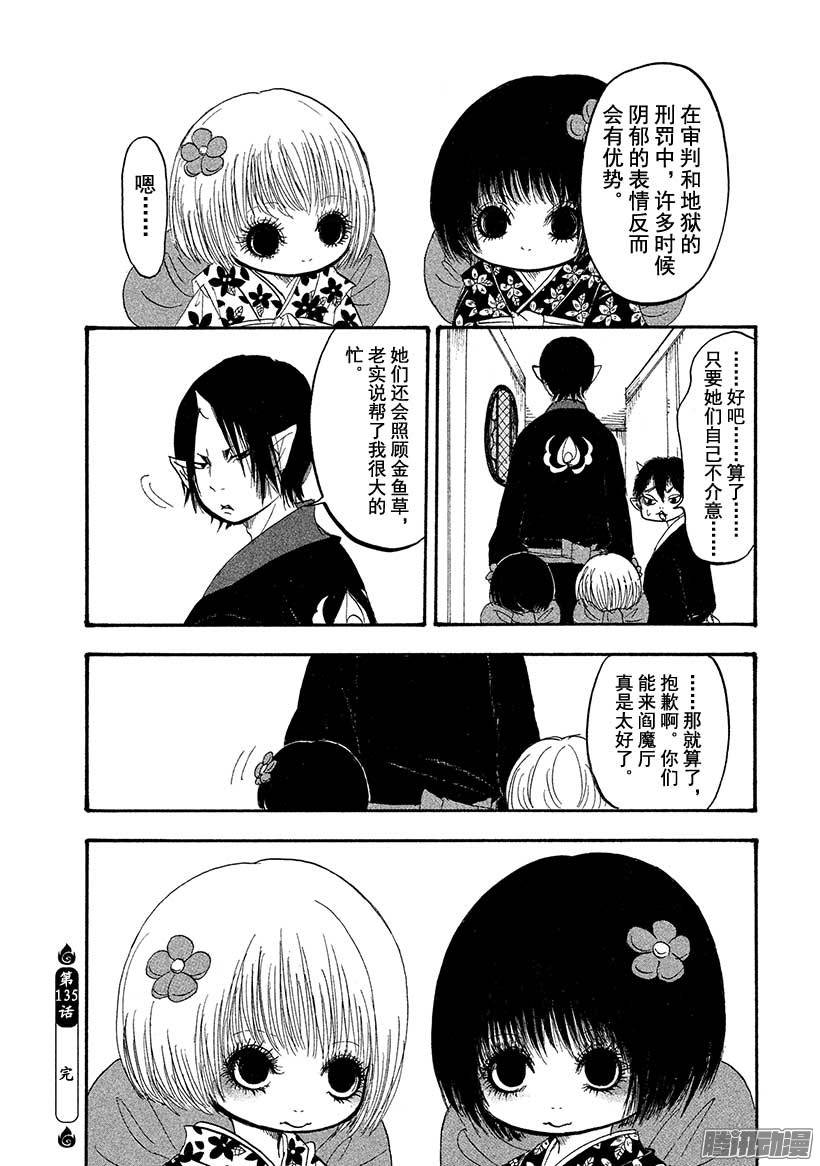 在审判和地狱的
刑罚中，许多时候
阴郁的表情反而
会有优势。
嗯……
……好吧……算了……
只要她们自己不介意……
她们还会照顾金鱼草，
老实说帮了我很大的
忙。
……那就算了，
抱歉啊。你们
能来阎魔厅
真是太好了。
第
135
话
完
腾讯动漫